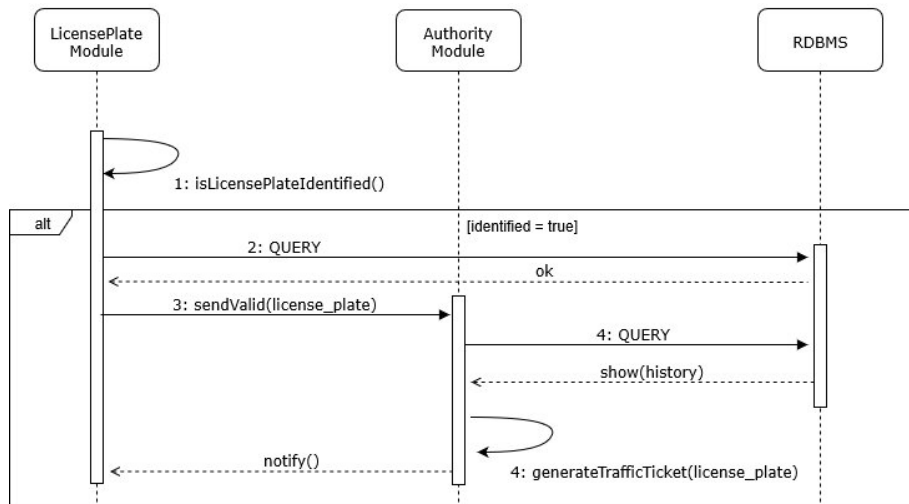 LicensePlate
Module
Authority
Module
RDBMS
1: isLicensePlateIdentified()
alt
[identified = true]
2: QUERY
ok
3: sendValid(license_plate)
4: QUERY
show(history)
notify()
4: generateTrafficTicket(license_plate)